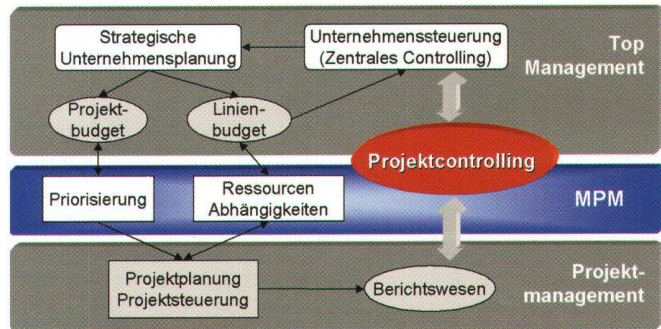 Strategische
Unternehmensplanung
Unternehmenssteuerung
(Zentrales Controlling)
Top
Management
Projekt-
budget
Linien-
budget
Projektcontrolling
Priorisierung
Ressourcen
Abhängigkeiten
MPM
Projektplanung
Projektsteuerung
Berichtswesen
Projekt-
management